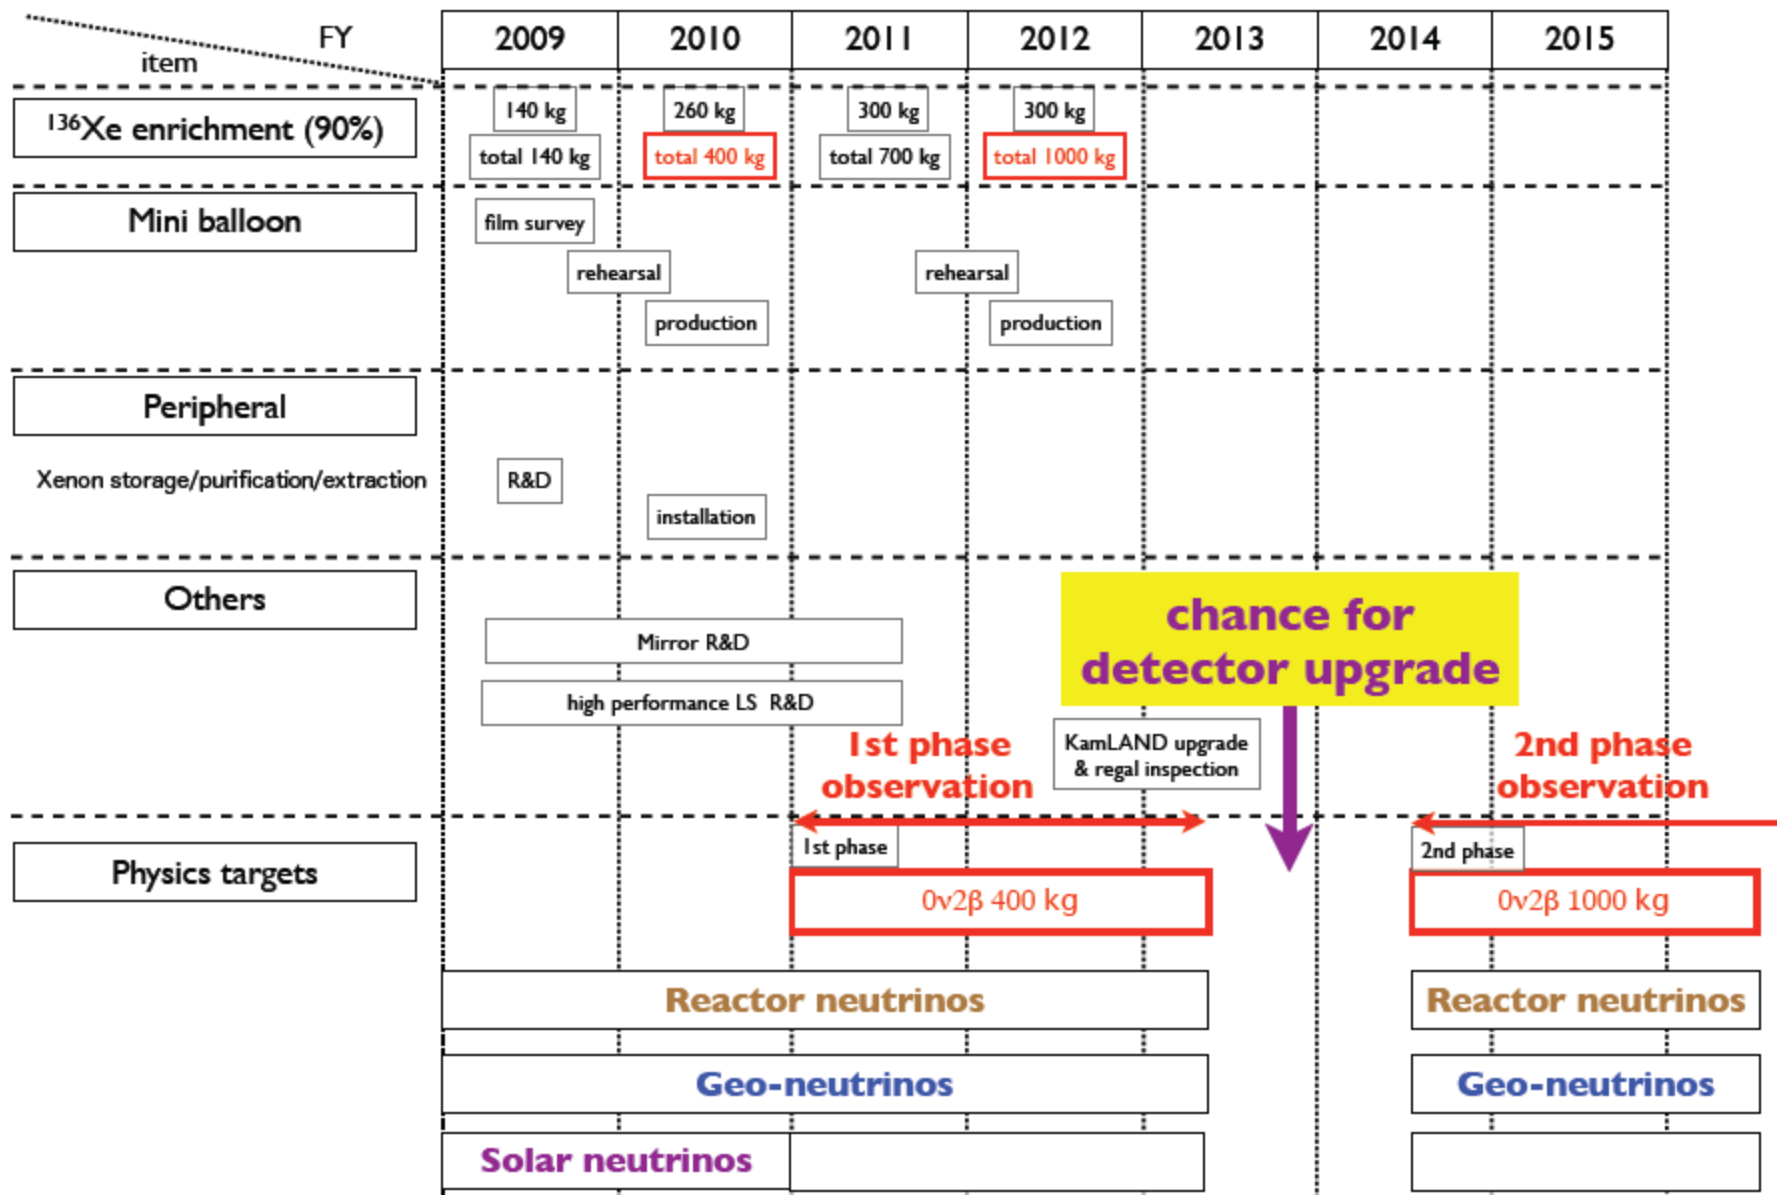 FY
item
2009 2010 2011 2012 2013 2014 2015
¹³⁶Xe enrichment (90%)
140 kg 260 kg 300 kg 300 kg
total 140 kg total 400 kg total 700 kg total 1000 kg
Mini balloon
film survey
rehearsal rehearsal
production production
Peripheral
Xenon storage/purification/extraction
R&D
installation
Others
chance for
detector upgrade
Mirror R&D
high performance LS R&D
KamLAND upgrade
& regal inspection
1st phase
observation
2nd phase
observation
Physics targets
1st phase 2nd phase
0ν2β 400 kg 0ν2β 1000 kg
Reactor neutrinos Reactor neutrinos
Geo-neutrinos Geo-neutrinos
Solar neutrinos